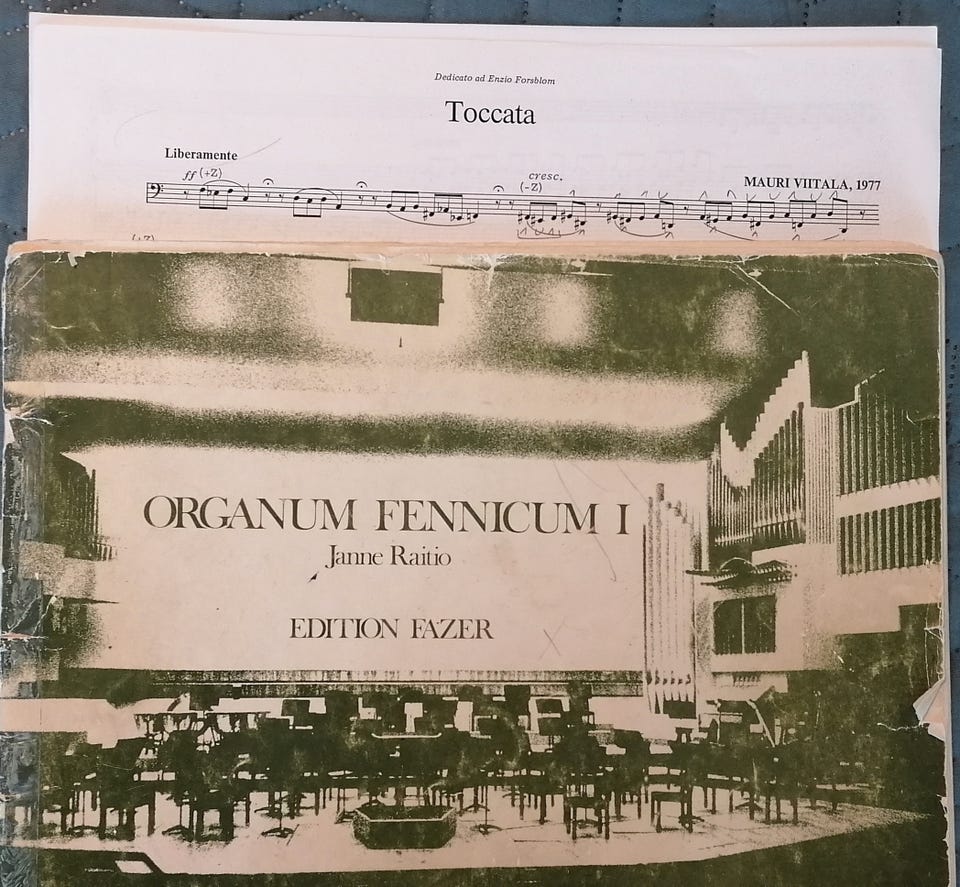 Dedicato ad Enzio Forsblom
Toccata
Liberamente
MAURI VIITALA, 1977
ff (+Z)
(-Z)
cresc.
(-Z)
(+Z)
ORGANUM FENNICUM I
Janne Raitio
EDITION FAZER